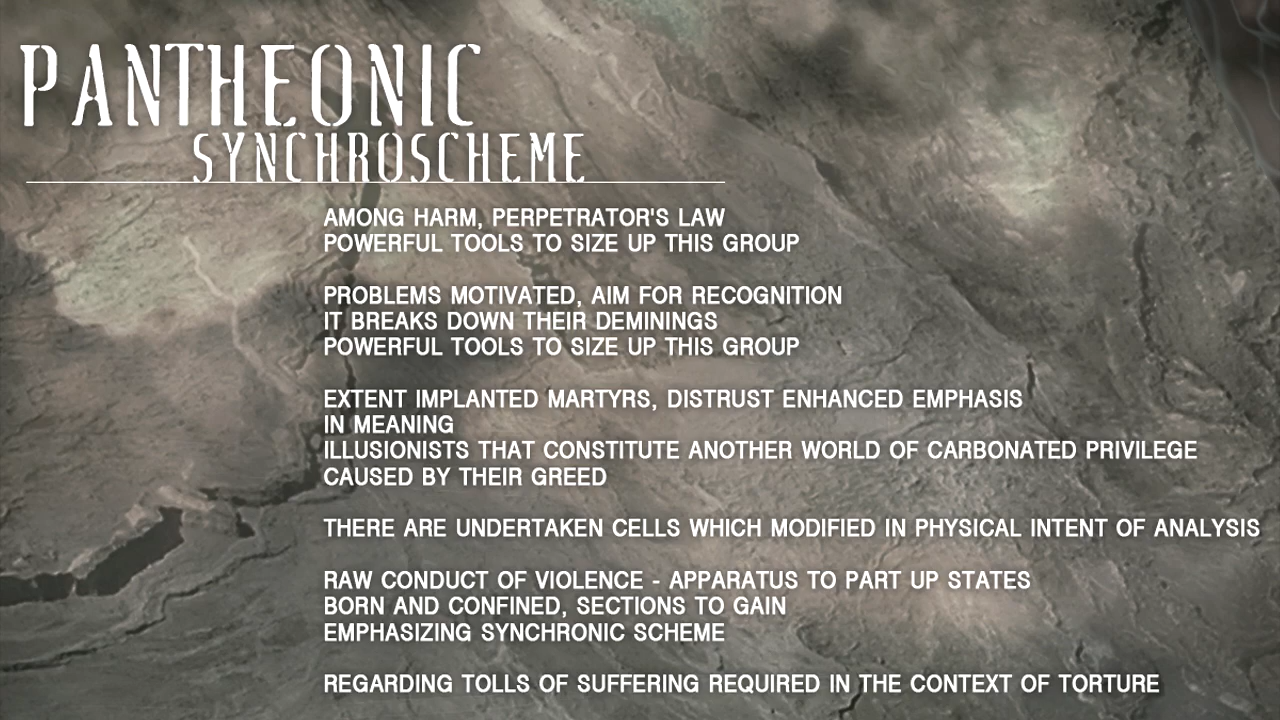 PANTHEONIC
SYNCHROSCHEME
AMONG HARM, PERPETRATOR'S LAW
POWERFUL TOOLS TO SIZE UP THIS GROUP
PROBLEMS MOTIVATED, AIM FOR RECOGNITION
IT BREAKS DOWN THEIR DEMININGS
POWERFUL TOOLS TO SIZE UP THIS GROUP
EXTENT IMPLANTED MARTYRS, DISTRUST ENHANCED EMPHASIS
IN MEANING
ILLUSIONISTS THAT CONSTITUTE ANOTHER WORLD OF CARBONATED PRIVILEGE
CAUSED BY THEIR GREED
THERE ARE UNDERTAKEN CELLS WHICH MODIFIED IN PHYSICAL INTENT OF ANALYSIS
RAW CONDUCT OF VIOLENCE - APPARATUS TO PART UP STATES
BORN AND CONFINED, SECTIONS TO GAIN
EMPHASIZING SYNCHRONIC SCHEME
REGARDING TOLLS OF SUFFERING REQUIRED IN THE CONTEXT OF TORTURE